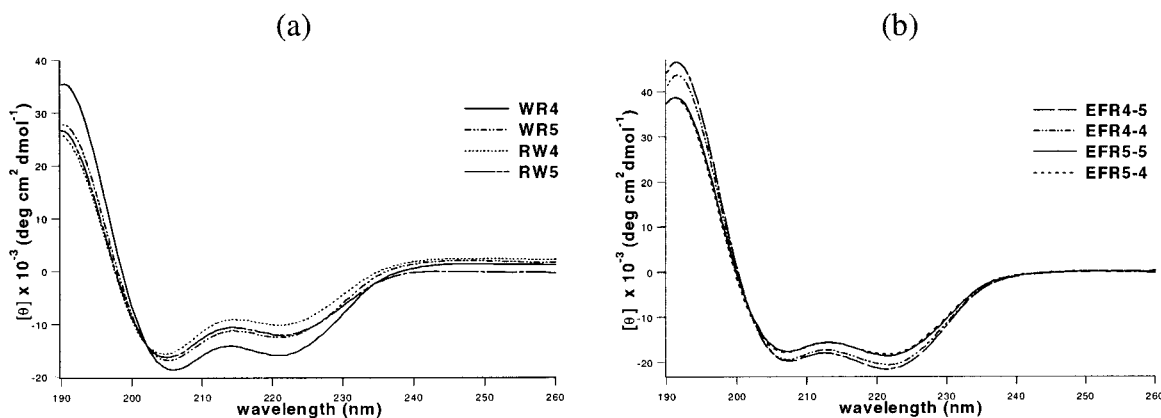 (a)
40
30
20
10
0
-10
-20
190 200 210 220 230 240 250 260
wavelength (nm)
[θ] x 10⁻³ (deg cm² dmol⁻¹)
WR4
WR5
RW4
RW5
(b)
40
30
20
10
0
-10
-20
190 200 210 220 230 240 250 260
wavelength (nm)
[θ] x 10⁻³ (deg cm² dmol⁻¹)
EFR4-5
EFR4-4
EFR5-5
EFR5-4